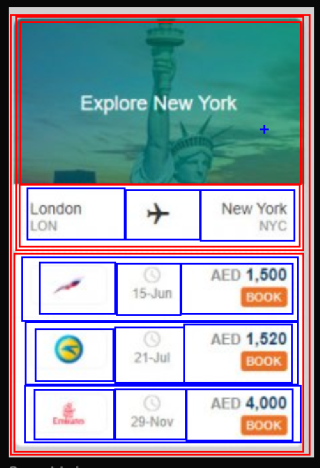 Explore New York
London
LON
New York
NYC
15-Jun
AED 1,500
BOOK
21-Jul
AED 1,520
BOOK
Emirates
29-Nov
AED 4,000
BOOK